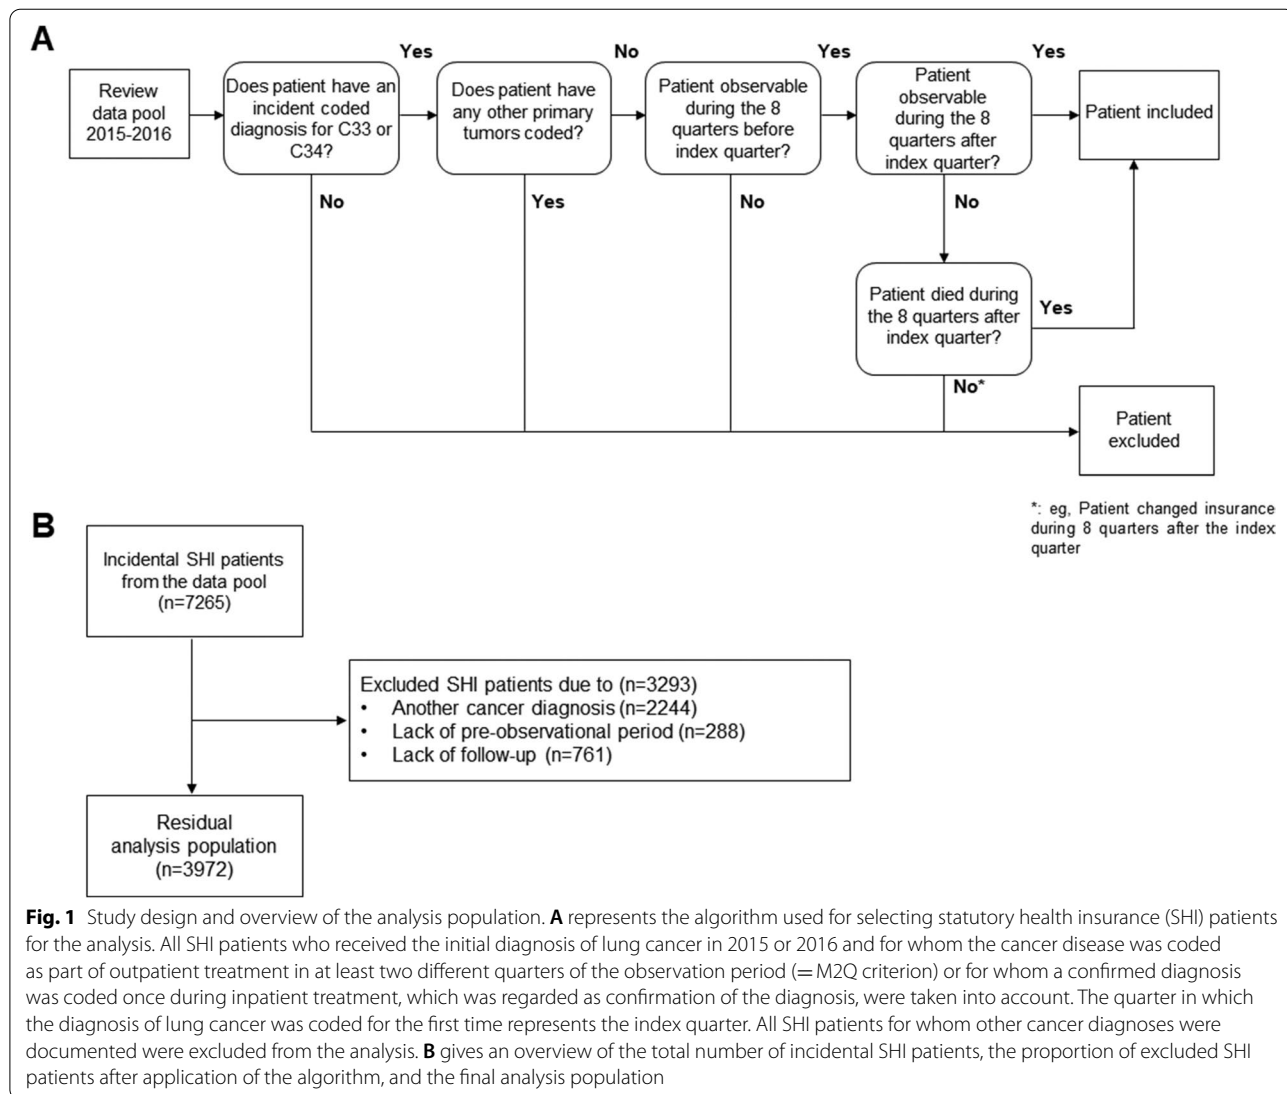 A
Review
data pool
2015-2016
Does patient have an
incident coded
diagnosis for C33 or
C34?
Yes
No
Does patient have
any other primary
tumors coded?
No
Yes
Patient observable
during the 8
quarters before
index quarter?
Yes
No
Patient
observable
during the 8
quarters after
index quarter?
Yes
No
Patient included
Patient died during
the 8 quarters after
index quarter?
Yes
No*
Patient
excluded
*: eg, Patient changed insurance
during 8 quarters after the index
quarter
B
Incidental SHI patients
from the data pool
(n=7265)
Excluded SHI patients due to (n=3293)
• Another cancer diagnosis (n=2244)
• Lack of pre-observational period (n=288)
• Lack of follow-up (n=761)
Residual
analysis population
(n=3972)
Fig. 1 Study design and overview of the analysis population. A represents the algorithm used for selecting statutory health insurance (SHI) patients
for the analysis. All SHI patients who received the initial diagnosis of lung cancer in 2015 or 2016 and for whom the cancer disease was coded
as part of outpatient treatment in at least two different quarters of the observation period (= M2Q criterion) or for whom a confirmed diagnosis
was coded once during inpatient treatment, which was regarded as confirmation of the diagnosis, were taken into account. The quarter in which
the diagnosis of lung cancer was coded for the first time represents the index quarter. All SHI patients for whom other cancer diagnoses were
documented were excluded from the analysis. B gives an overview of the total number of incidental SHI patients, the proportion of excluded SHI
patients after application of the algorithm, and the final analysis population